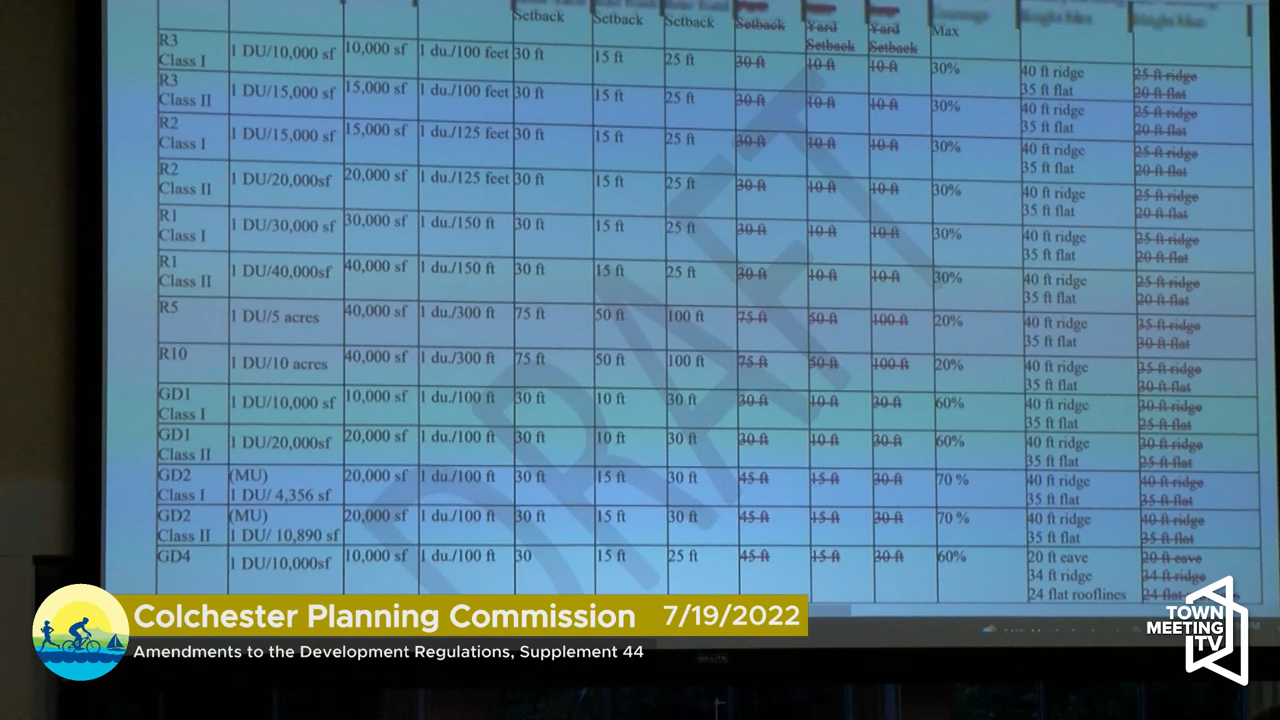 Setback Setback Setback Setback Yard Setback Yard Setback Max
R3 Class I 1 DU/10,000 sf 10,000 sf 1 du./100 feet 30 ft 15 ft 25 ft 30 ft 10 ft 10 ft 30% 40 ft ridge 35 ft flat 25 ft ridge 20 ft flat
R3 Class II 1 DU/15,000 sf 15,000 sf 1 du./100 feet 30 ft 15 ft 25 ft 30 ft 10 ft 10 ft 30% 40 ft ridge 35 ft flat 25 ft ridge 20 ft flat
R2 Class I 1 DU/15,000 sf 15,000 sf 1 du./125 feet 30 ft 15 ft 25 ft 30 ft 10 ft 10 ft 30% 40 ft ridge 35 ft flat 25 ft ridge 20 ft flat
R2 Class II 1 DU/20,000sf 20,000 sf 1 du./125 feet 30 ft 15 ft 25 ft 30 ft 10 ft 10 ft 30% 40 ft ridge 35 ft flat 25 ft ridge 20 ft flat
R1 Class I 1 DU/30,000 sf 30,000 sf 1 du./150 ft 30 ft 15 ft 25 ft 30 ft 10 ft 10 ft 30% 40 ft ridge 35 ft flat 25 ft ridge 20 ft flat
R1 Class II 1 DU/40,000sf 40,000 sf 1 du./150 ft 30 ft 15 ft 25 ft 30 ft 10 ft 10 ft 30% 40 ft ridge 35 ft flat 25 ft ridge 20 ft flat
R5 1 DU/5 acres 40,000 sf 1 du./300 ft 75 ft 50 ft 100 ft 75 ft 50 ft 100 ft 20% 40 ft ridge 35 ft flat 35 ft ridge 30 ft flat
R10 1 DU/10 acres 40,000 sf 1 du./300 ft 75 ft 50 ft 100 ft 75 ft 50 ft 100 ft 20% 40 ft ridge 35 ft flat 35 ft ridge 30 ft flat
GD1 Class I 1 DU/10,000 sf 10,000 sf 1 du./100 ft 30 ft 10 ft 30 ft 30 ft 10 ft 30 ft 60% 40 ft ridge 35 ft flat 30 ft ridge 25 ft flat
GD1 Class II 1 DU/20,000sf 20,000 sf 1 du./100 ft 30 ft 10 ft 30 ft 30 ft 10 ft 30 ft 60% 40 ft ridge 35 ft flat 30 ft ridge 25 ft flat
GD2 Class I (MU) 1 DU/ 4,356 sf 20,000 sf 1 du./100 ft 30 ft 15 ft 30 ft 45 ft 15 ft 30 ft 70 % 40 ft ridge 35 ft flat 40 ft ridge 35 ft flat
GD2 Class II (MU) 1 DU/ 10,890 sf 20,000 sf 1 du./100 ft 30 ft 15 ft 30 ft 45 ft 15 ft 30 ft 70 % 40 ft ridge 35 ft flat 40 ft ridge 35 ft flat
GD4 1 DU/10,000sf 10,000 sf 1 du./100 ft 30 15 ft 25 ft 45 ft 15 ft 30 ft 60% 20 ft eave 34 ft ridge 24 flat rooflines 20 ft eave 34 ft ridge 24 flat
DRAFT
Colchester Planning Commission 7/19/2022
Amendments to the Development Regulations, Supplement 44
TOWN
MEETING
TV